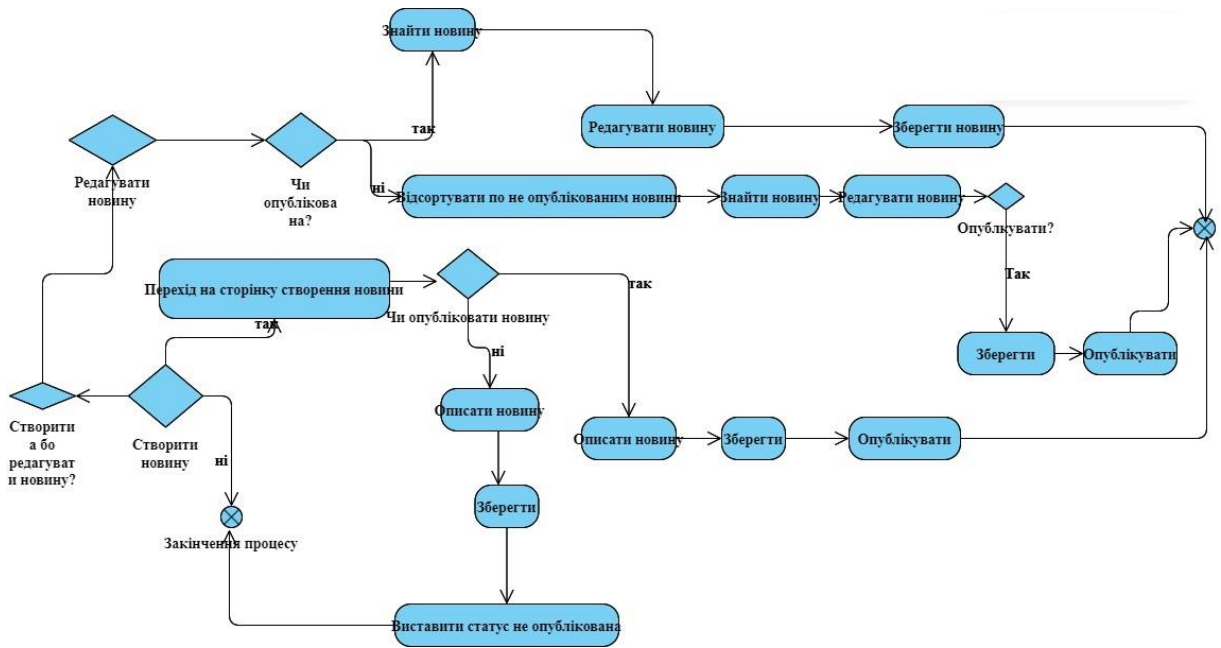 Знайти новину
так
Редагувати новину
Зберегти новину
Редагувати
новину
Чи
опублікова
на?
ні
Відсортувати по не опублікованим новини
Знайти новину
Редагувати новину
Опублкувати?
Перехід на сторінку створення новини
так
Чи опубліковати новину
так
Так
ні
Зберегти
Опублікувати
Створити
а бо
редагуват
и новину?
Створити
новину
ні
Описати новину
Описати новину
Зберегти
Опублікувати
Зберегти
Закінчення процесу
Виставити статус не опублікована